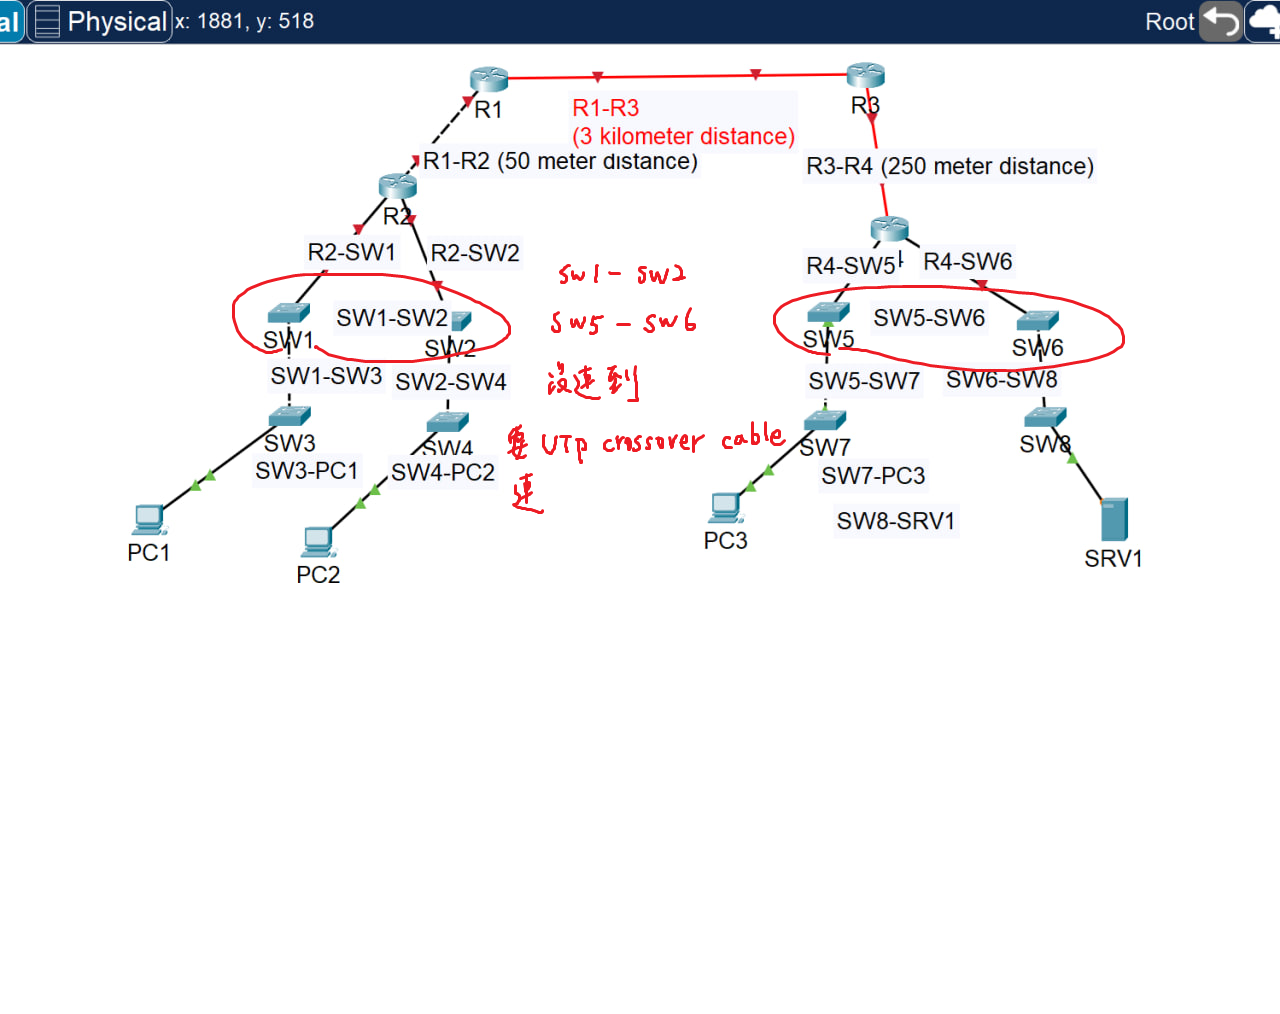 al Physical x: 1881, y: 518 Root
R1
R3
R1-R3
(3 kilometer distance)
R1-R2 (50 meter distance)
R3-R4 (250 meter distance)
R2
R2-SW1
R2-SW2
R4-SW5
R4-SW6
sw1 - sw2
SW1-SW2
SW5-SW6
sw5 - sw6
SW1
SW2
SW5
SW6
SW1-SW3
SW2-SW4
沒連到
SW5-SW7
SW6-SW8
SW3
SW4
要 UTP crossover cable
SW7
SW8
SW3-PC1
SW4-PC2
連
SW7-PC3
SW8-SRV1
PC1
PC2
PC3
SRV1